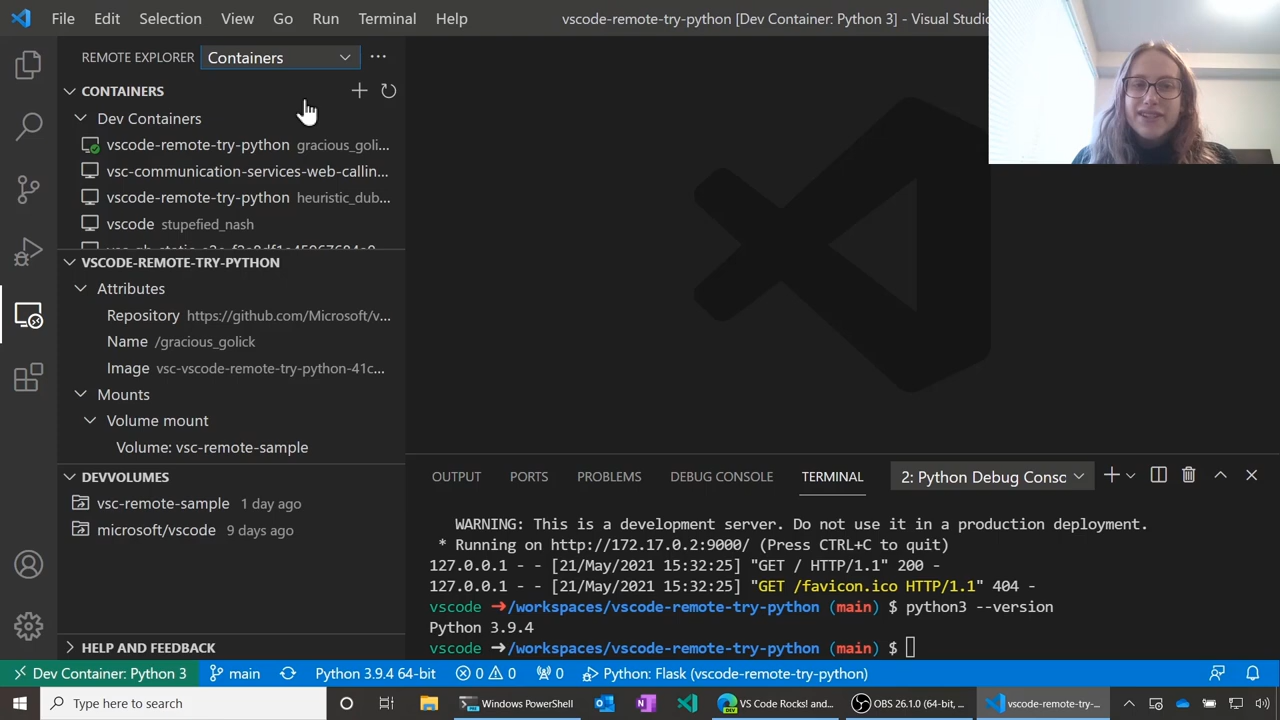 File Edit Selection View Go Run Terminal Help
vscode-remote-try-python [Dev Container: Python 3] - Visual Studio
REMOTE EXPLORER Containers ...
CONTAINERS
Dev Containers
vscode-remote-try-python gracious_goli...
vsc-communication-services-web-callin...
vscode-remote-try-python heuristic_dub...
vscode stupefied_nash
VSCODE-REMOTE-TRY-PYTHON
Attributes
Repository https://github.com/Microsoft/v...
Name /gracious_golick
Image vsc-vscode-remote-try-python-41c...
Mounts
Volume mount
Volume: vsc-remote-sample
DEVVOLUMES
vsc-remote-sample 1 day ago
microsoft/vscode 9 days ago
HELP AND FEEDBACK
OUTPUT PORTS PROBLEMS DEBUG CONSOLE TERMINAL 2: Python Debug Consc
WARNING: This is a development server. Do not use it in a production deployment.
* Running on http://172.17.0.2:9000/ (Press CTRL+C to quit)
127.0.0.1 - - [21/May/2021 15:32:25] "GET / HTTP/1.1" 200 -
127.0.0.1 - - [21/May/2021 15:32:25] "GET /favicon.ico HTTP/1.1" 404 -
vscode ➜/workspaces/vscode-remote-try-python (main) $ python3 --version
Python 3.9.4
vscode ➜/workspaces/vscode-remote-try-python (main) $
Dev Container: Python 3 main Python 3.9.4 64-bit 0 0 0 Python: Flask (vscode-remote-try-python)
Type here to search Windows PowerShell DEV VS Code Rocks! and... OBS 26.1.0 (64-bit, ... vscode-remote-try-...